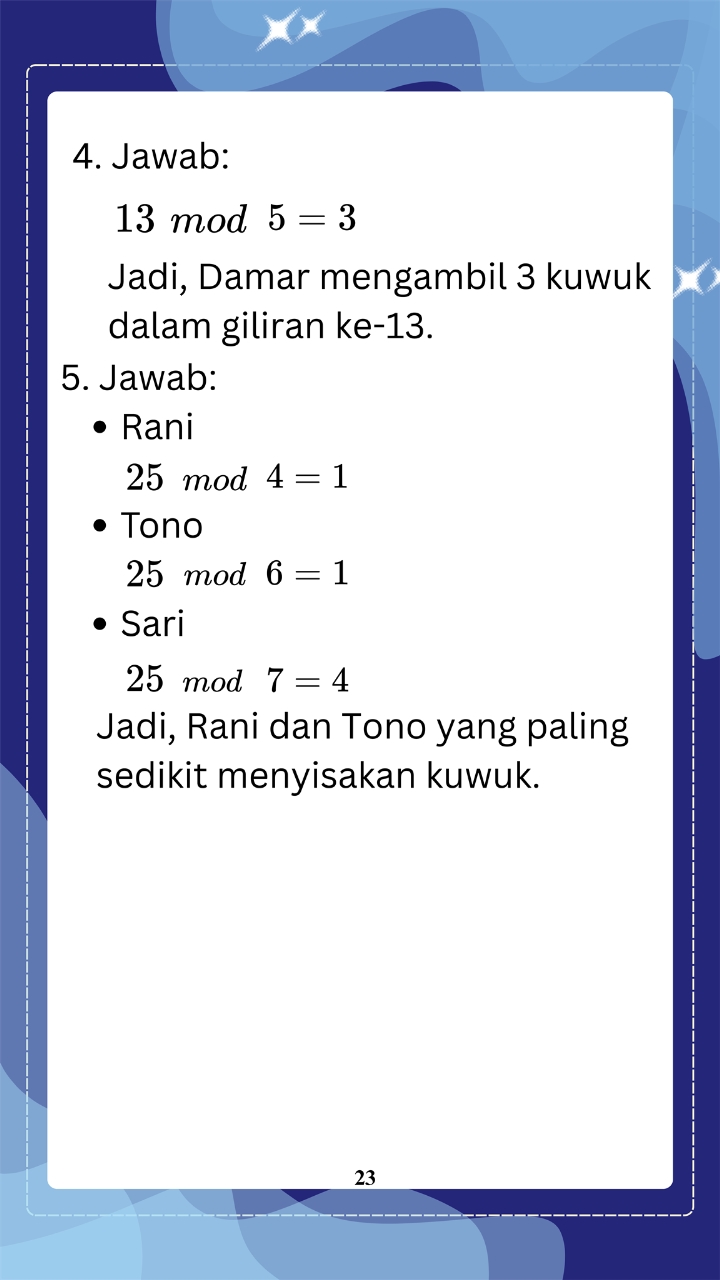 4. Jawab:
13 mod 5 = 3
Jadi, Damar mengambil 3 kuwuk
dalam giliran ke-13.
5. Jawab:
• Rani
25 mod 4 = 1
• Tono
25 mod 6 = 1
• Sari
25 mod 7 = 4
Jadi, Rani dan Tono yang paling
sedikit menyisakan kuwuk.
23